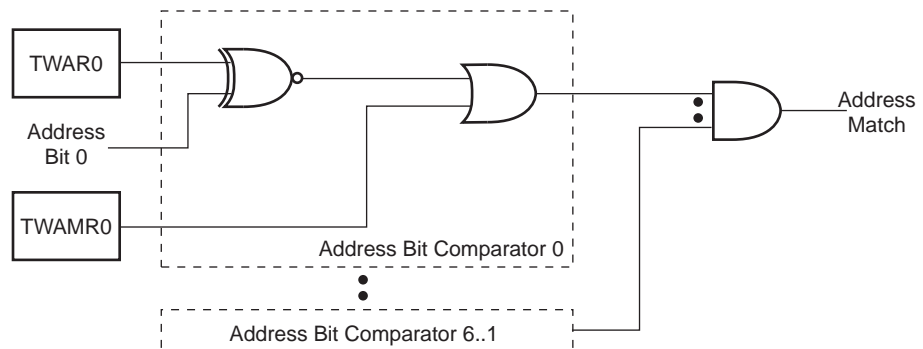 TWAR0
Address
Bit 0
TWAMR0
Address Bit Comparator 0
Address
Match
Address Bit Comparator 6..1